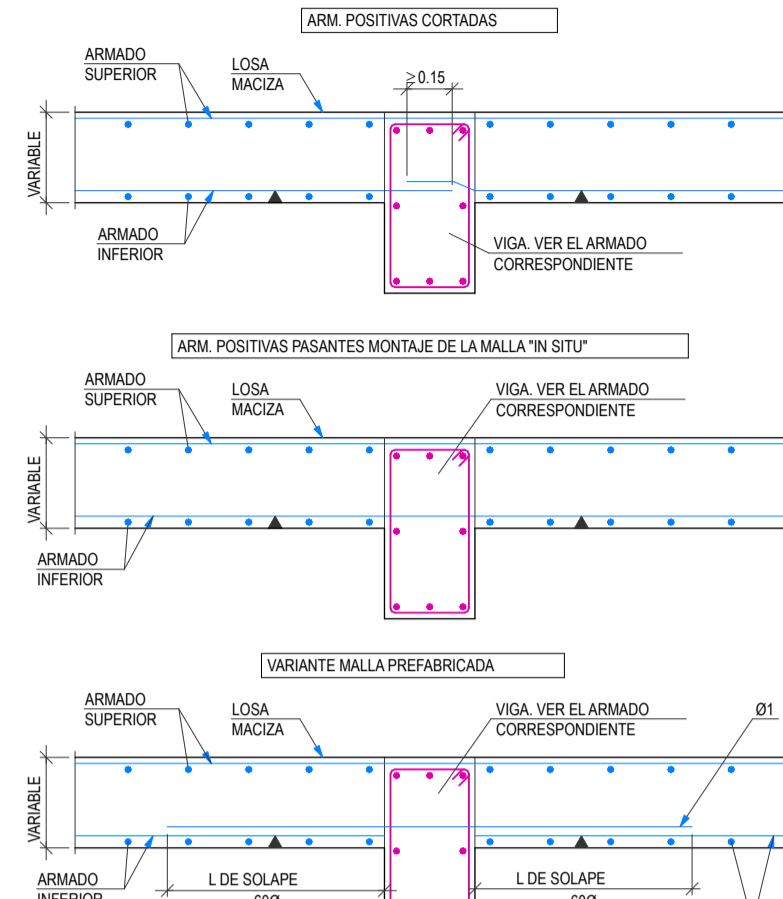 ARM. POSITIVAS CORTADAS
ARMADO
SUPERIOR
LOSA
MACIZA
≥0.15
VARIABLE
ARMADO
INFERIOR
VIGA. VER EL ARMADO
CORRESPONDIENTE
ARM. POSITIVAS PASANTES MONTAJE DE LA MALLA "IN SITU"
ARMADO
SUPERIOR
LOSA
MACIZA
VIGA. VER EL ARMADO
CORRESPONDIENTE
VARIABLE
ARMADO
INFERIOR
VARIANTE MALLA PREFABRICADA
ARMADO
SUPERIOR
LOSA
MACIZA
VIGA. VER EL ARMADO
CORRESPONDIENTE
Ø1
VARIABLE
ARMADO
INFERIOR
L DE SOLAPE
60Ø
L DE SOLAPE
60Ø